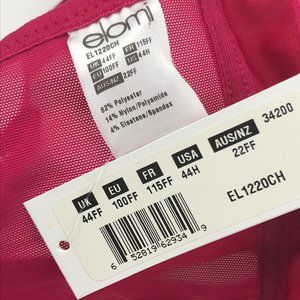 elomi
EL1220CH
UK 44FF FR 115FF
EU 100FF US 44H
AUS/NZ 22FF
82% Polyester
14% Nylon/Polyamide
4% Elastane/Spandex
34200
UK EU FR USA AUS/NZ
44FF 100FF 115FF 44H 22FF
EL1220CH
6 52819 62934 9